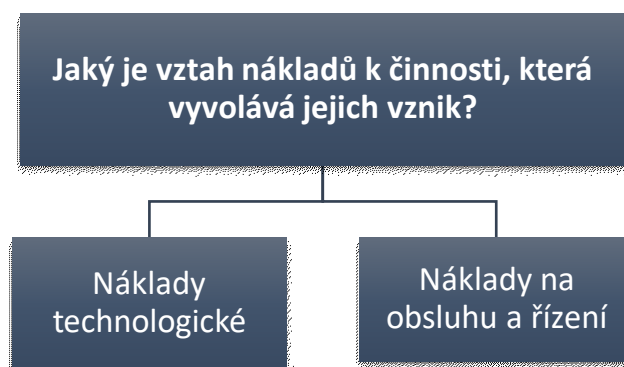 Jaký je vztah nákladů k činnosti, která
vyvolává jejich vznik?
Náklady
technologické
Náklady na
obsluhu a řízení